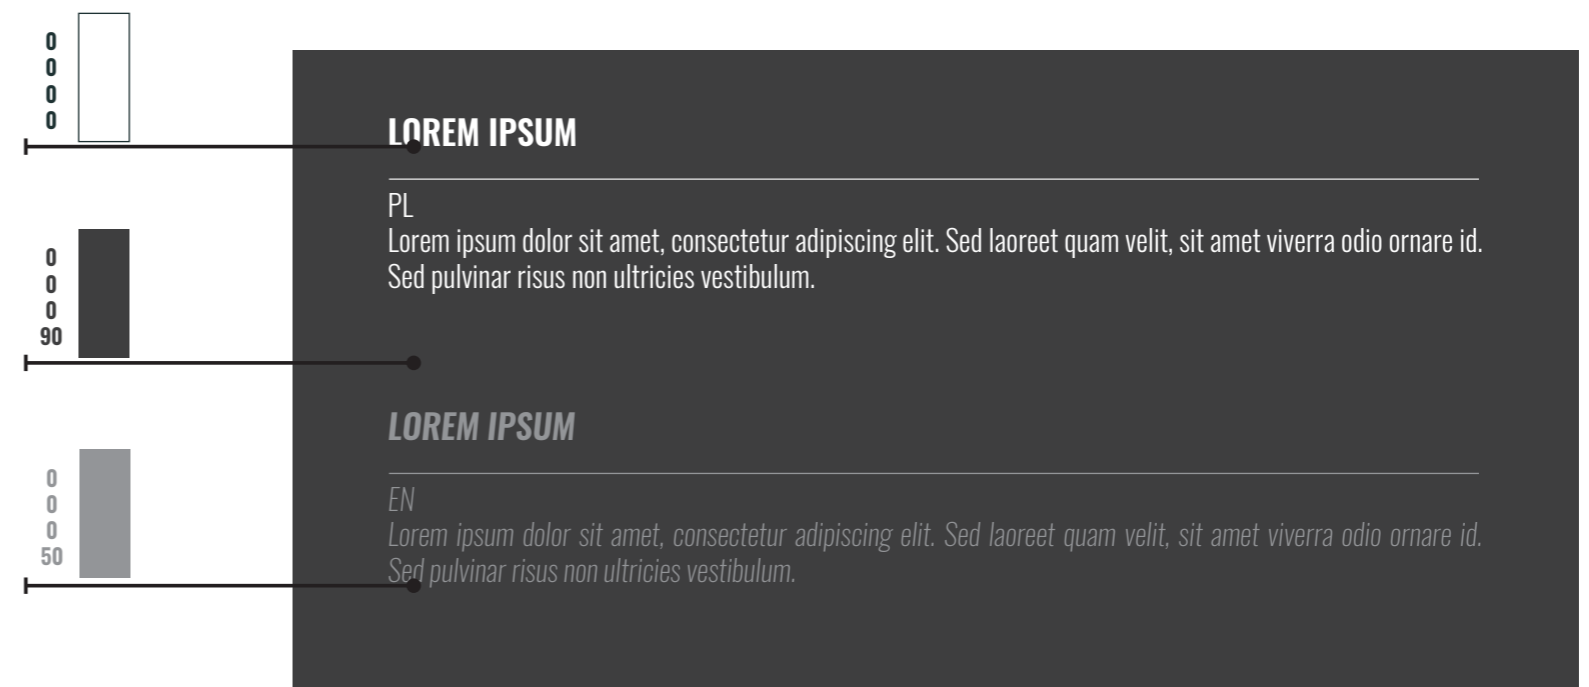 0
0
0
0
LOREM IPSUM
PL
Lorem ipsum dolor sit amet, consectetur adipiscing elit. Sed laoreet quam velit, sit amet viverra odio ornare id.
Sed pulvinar risus non ultricies vestibulum.
0
0
0
90
LOREM IPSUM
EN
Lorem ipsum dolor sit amet, consectetur adipiscing elit. Sed laoreet quam velit, sit amet viverra odio ornare id.
Sed pulvinar risus non ultricies vestibulum.
0
0
0
50